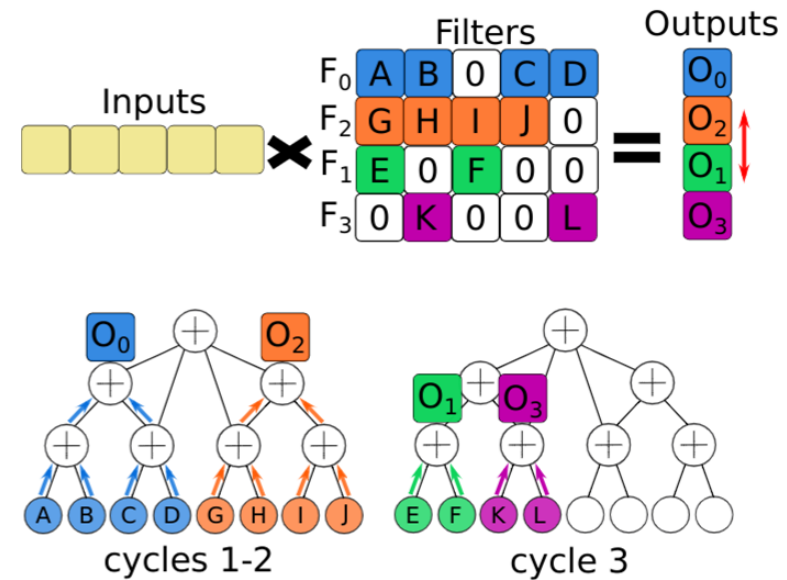 Filters
Outputs
Inputs
F0 A B 0 C D O0
F2 G H I J 0 O2
F1 E 0 F 0 0 O1
F3 0 K 0 0 L O3
O0 + O2 +
+ + O1 + O3 +
+ + + + + + + +
A B C D G H I J E F K L
cycles 1-2 cycle 3